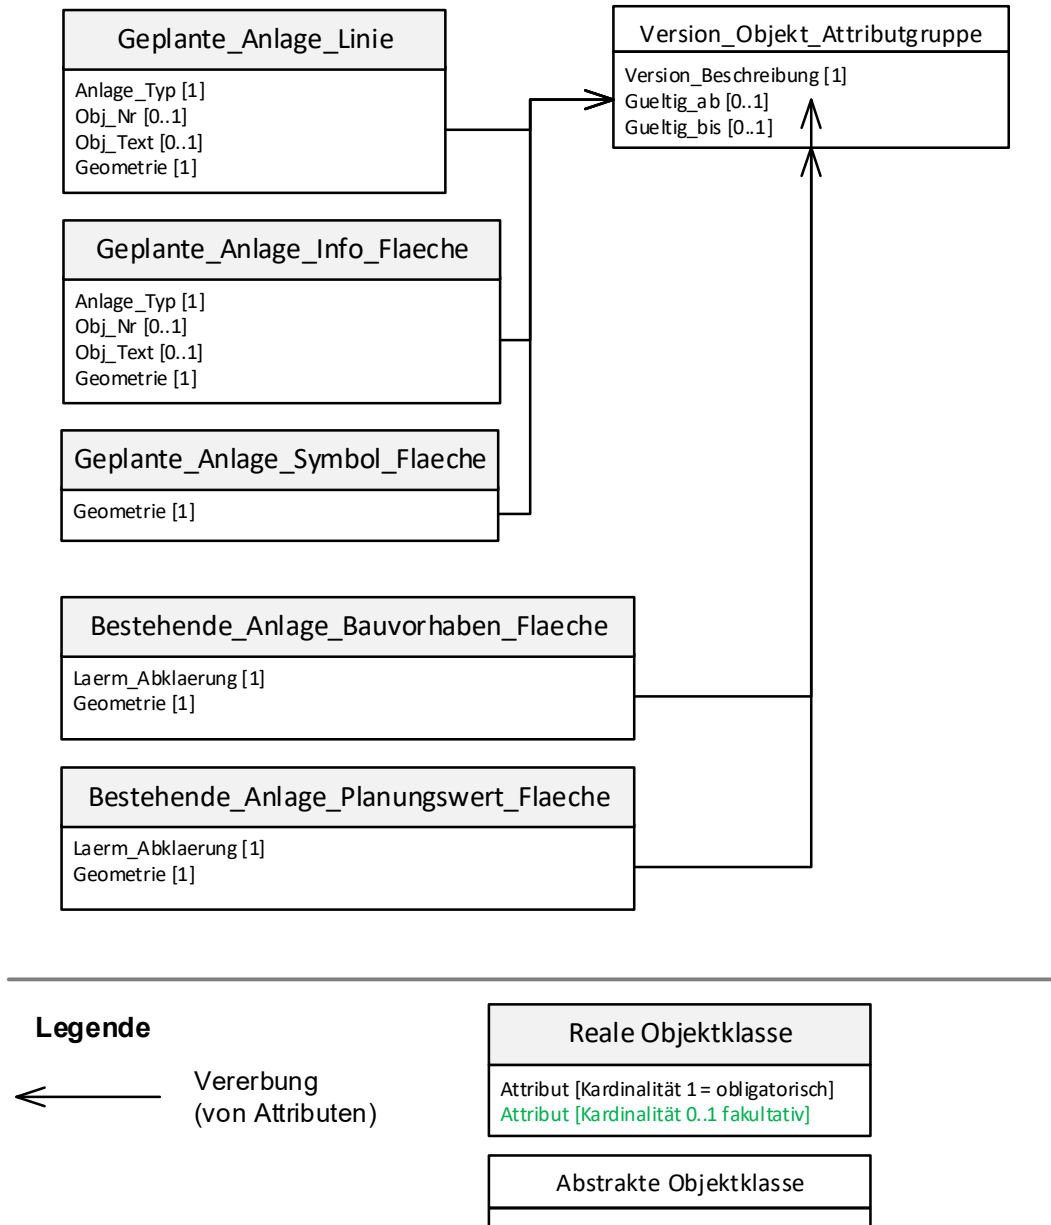 Geplante_Anlage_Linie
Anlage_Typ [1]
Obj_Nr [0..1]
Obj_Text [0..1]
Geometrie [1]
Version_Objekt_Attributgruppe
Version_Beschreibung [1]
Gueltig_ab [0..1]
Gueltig_bis [0..1]
Geplante_Anlage_Info_Flaeche
Anlage_Typ [1]
Obj_Nr [0..1]
Obj_Text [0..1]
Geometrie [1]
Geplante_Anlage_Symbol_Flaeche
Geometrie [1]
Bestehende_Anlage_Bauvorhaben_Flaeche
Laerm_Abklaerung [1]
Geometrie [1]
Bestehende_Anlage_Planungswert_Flaeche
Laerm_Abklaerung [1]
Geometrie [1]
Legende
Vererbung
(von Attributen)
Reale Objektklasse
Attribut [Kardinalität 1 = obligatorisch]
Attribut [Kardinalität 0..1 fakultativ]
Abstrakte Objektklasse